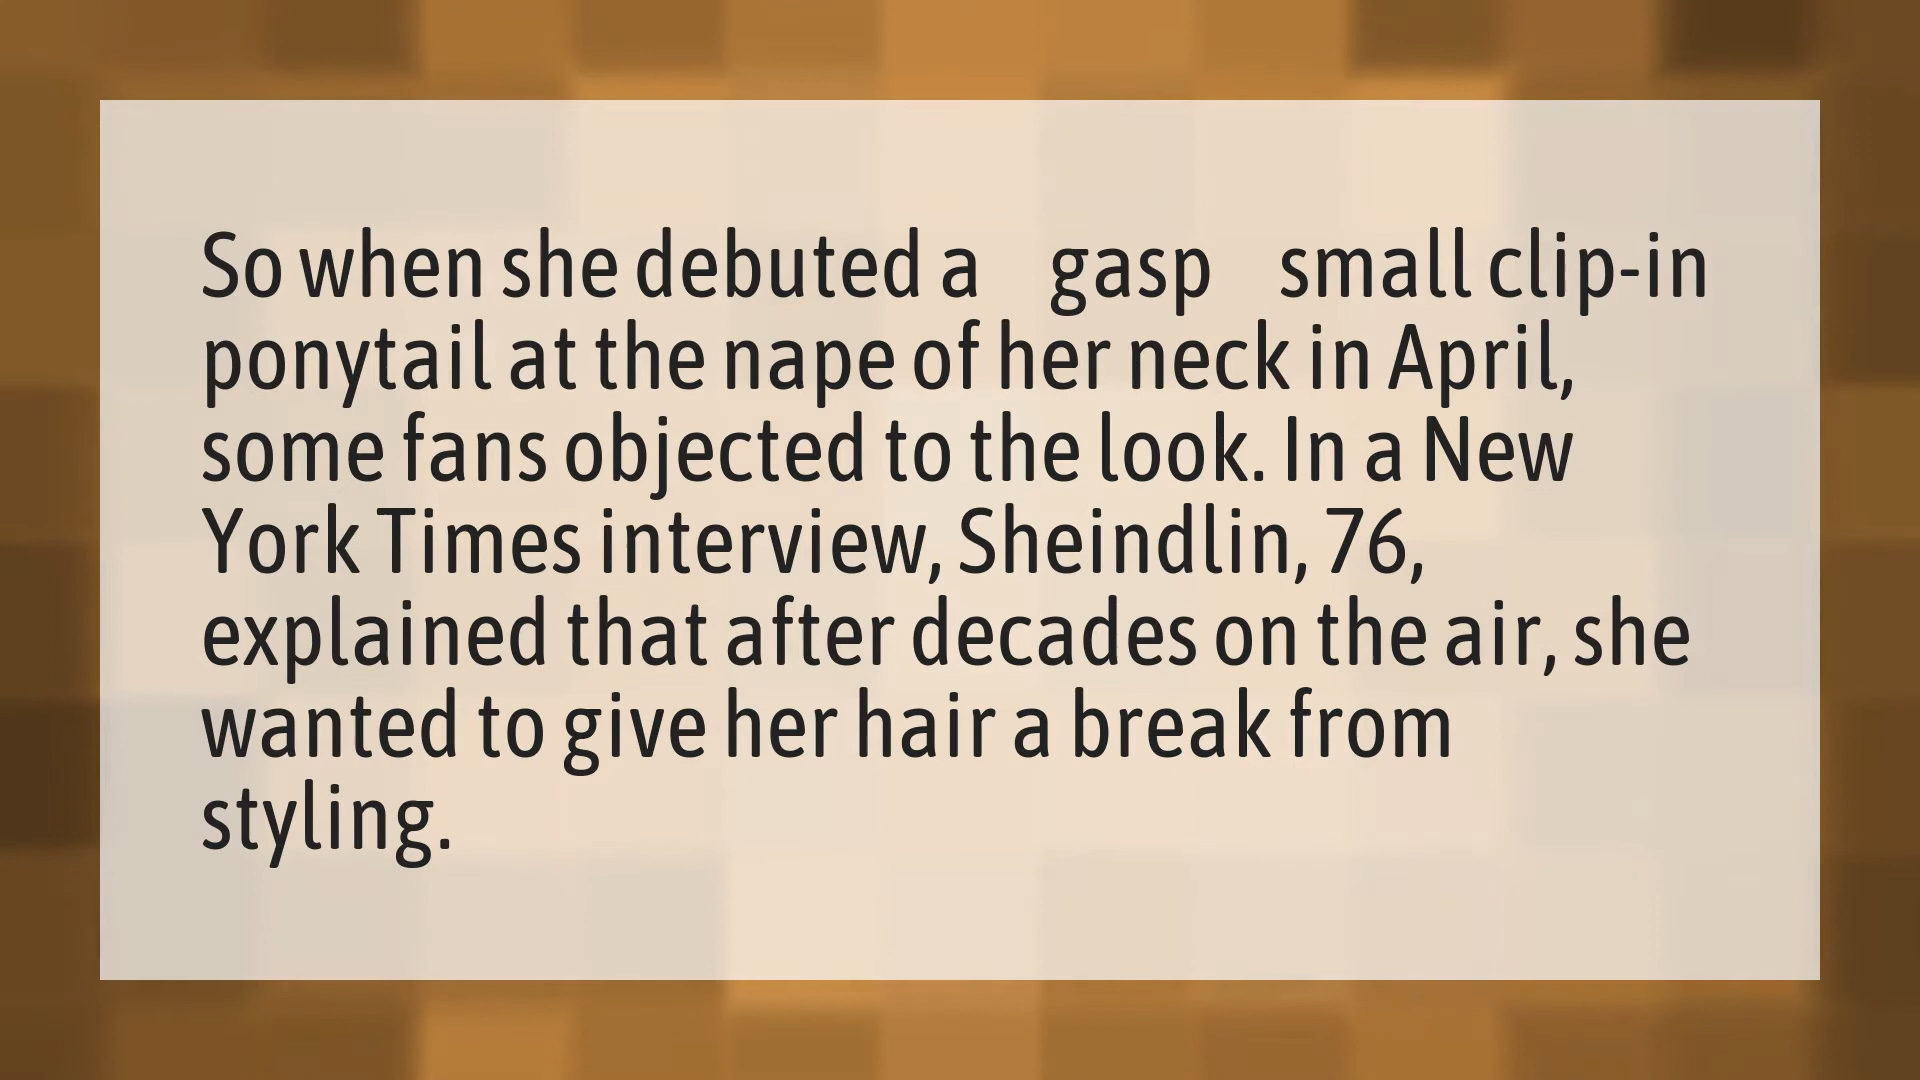 So when she debuted a gasp small clip-in
ponytail at the nape of her neck in April,
some fans objected to the look. In a New
York Times interview, Sheindlin, 76,
explained that after decades on the air, she
wanted to give her hair a break from
styling.